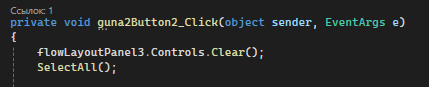 Ссылок: 1
private void guna2Button2_Click(object sender, EventArgs e)
{
flowLayoutPanel3.Controls.Clear();
SelectAll();